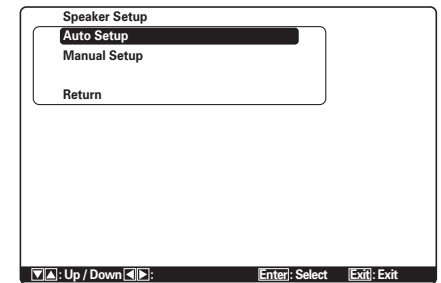 Speaker Setup
Auto Setup
Manual Setup
Return
▼▲: Up / Down ◀▶: Enter: Select Exit: Exit